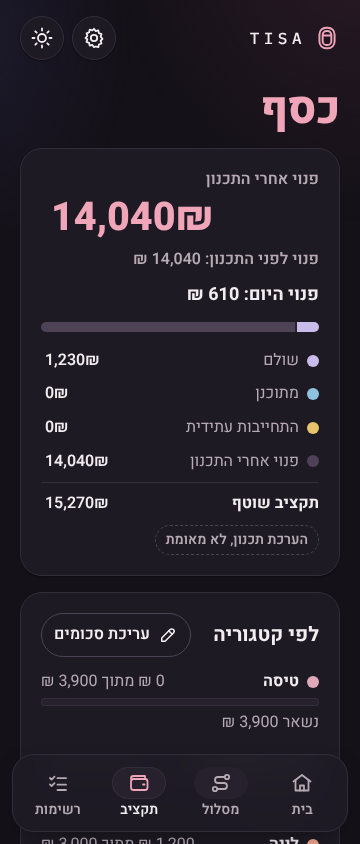 TISA
כסף
פנוי אחרי התכנון
14,040₪
פנוי לפני התכנון: 14,040 ₪
פנוי היום: 610 ₪
שולם 1,230₪
מתוכנן 0₪
התחייבות עתידית 0₪
פנוי אחרי התכנון 14,040₪
תקציב שוטף 15,270₪
הערכת תכנון, לא מאומת
לפי קטגוריה עריכת סכומים
טיסה 0 ₪ מתוך 3,900 ₪
נשאר 3,900 ₪
בית מסלול תקציב רשימות